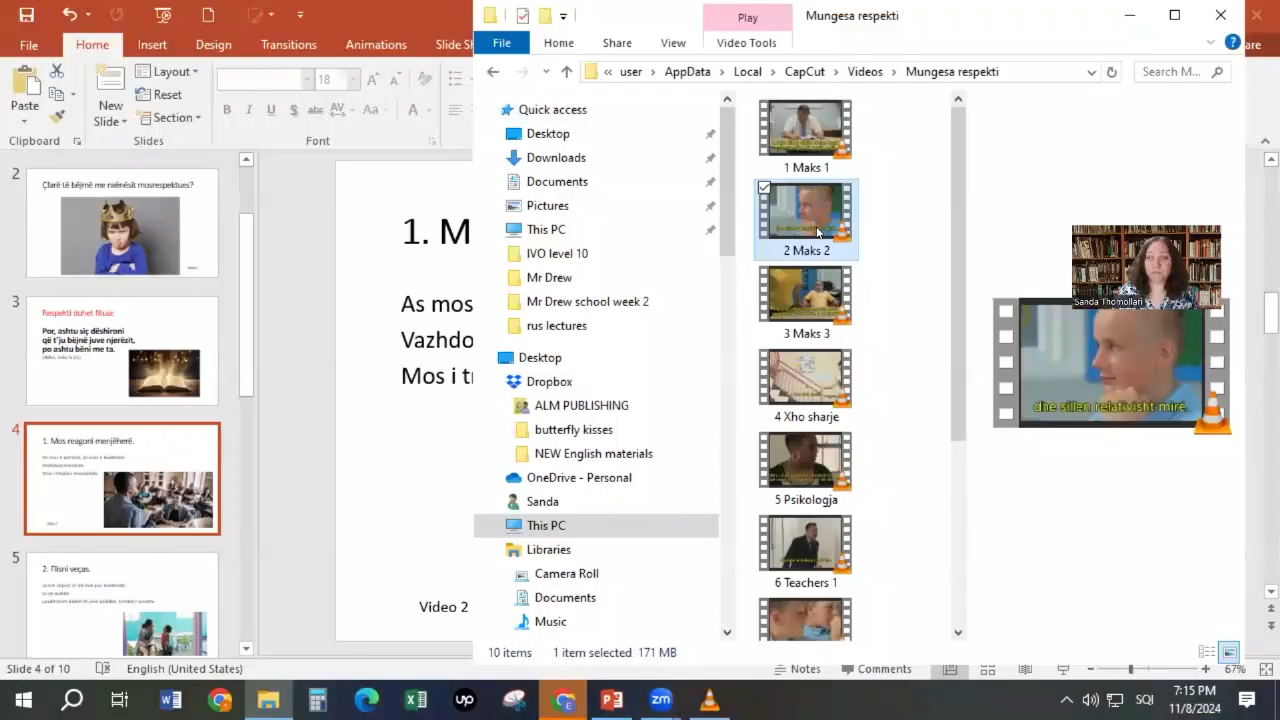 File
Home
Insert
Design
Transitions
Animations
Slide S
are
Paste
New
Slide
Layout
Reset
Section
18
B
I
U
S
abc
AV
Aa
A
Clipboard
Slides
Font
2
Çfarë të bëjmë me nxënësit mosrespektues?
3
Respekti duhet fituar.
Por, ashtu siç dëshironi
që t'ju bëjnë juve njerëzit,
po ashtu bëni me ta.
4
1. Mos reagoni menjëherë.
5
2. Flisni veças.
1. M
As mos
Vazhdo
Mos i tr
Video 2
Slide 4 of 10
English (United States)
Notes
Comments
67%
Play
Mungesa respekti
File
Home
Share
View
Video Tools
« user > AppData > Local > CapCut > Videos > Mungesa respekti
Search M...
Quick access
Desktop
Downloads
Documents
Pictures
This PC
IVO level 10
Mr Drew
Mr Drew school week 2
rus lectures
Desktop
Dropbox
ALM PUBLISHING
butterfly kisses
NEW English materials
OneDrive - Personal
Sanda
This PC
Libraries
Camera Roll
Documents
Music
1 Maks 1
2 Maks 2
3 Maks 3
4 Xho sharje
5 Psikologja
6 Teachers 1
Sanda Thomollari
dhe sillen relativisht mirë
10 items
1 item selected
171 MB
SQI
7:15 PM
11/8/2024